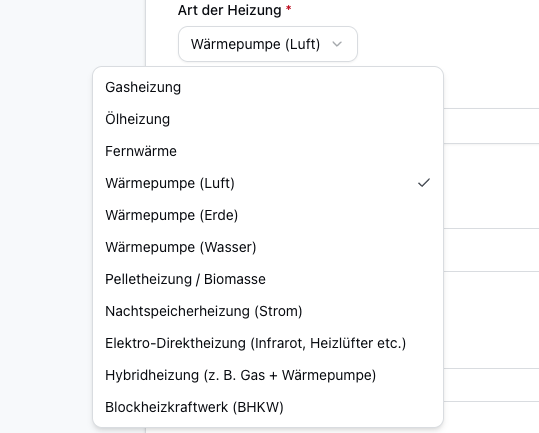 Art der Heizung *
Wärmepumpe (Luft)
Gasheizung
Ölheizung
Fernwärme
Wärmepumpe (Luft)
Wärmepumpe (Erde)
Wärmepumpe (Wasser)
Pelletheizung / Biomasse
Nachtspeicherheizung (Strom)
Elektro-Direktheizung (Infrarot, Heizlüfter etc.)
Hybridheizung (z. B. Gas + Wärmepumpe)
Blockheizkraftwerk (BHKW)